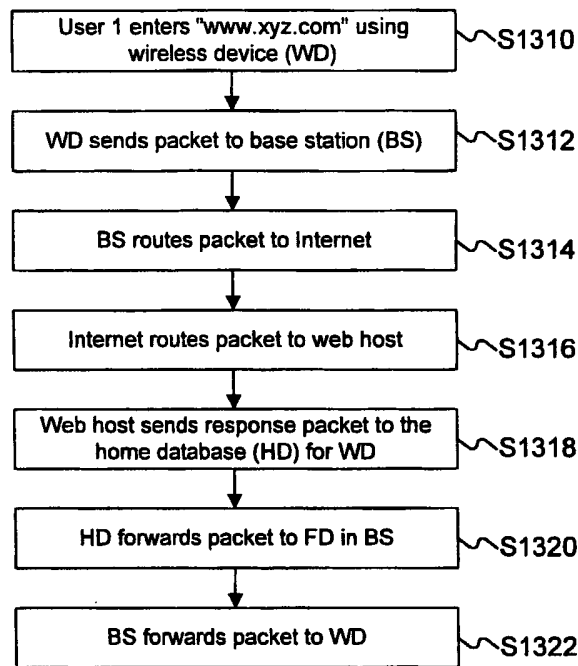 User 1 enters "www.xyz.com" using
wireless device (WD)
S1310
WD sends packet to base station (BS)
S1312
BS routes packet to Internet
S1314
Internet routes packet to web host
S1316
Web host sends response packet to the
home database (HD) for WD
S1318
HD forwards packet to FD in BS
S1320
BS forwards packet to WD
S1322